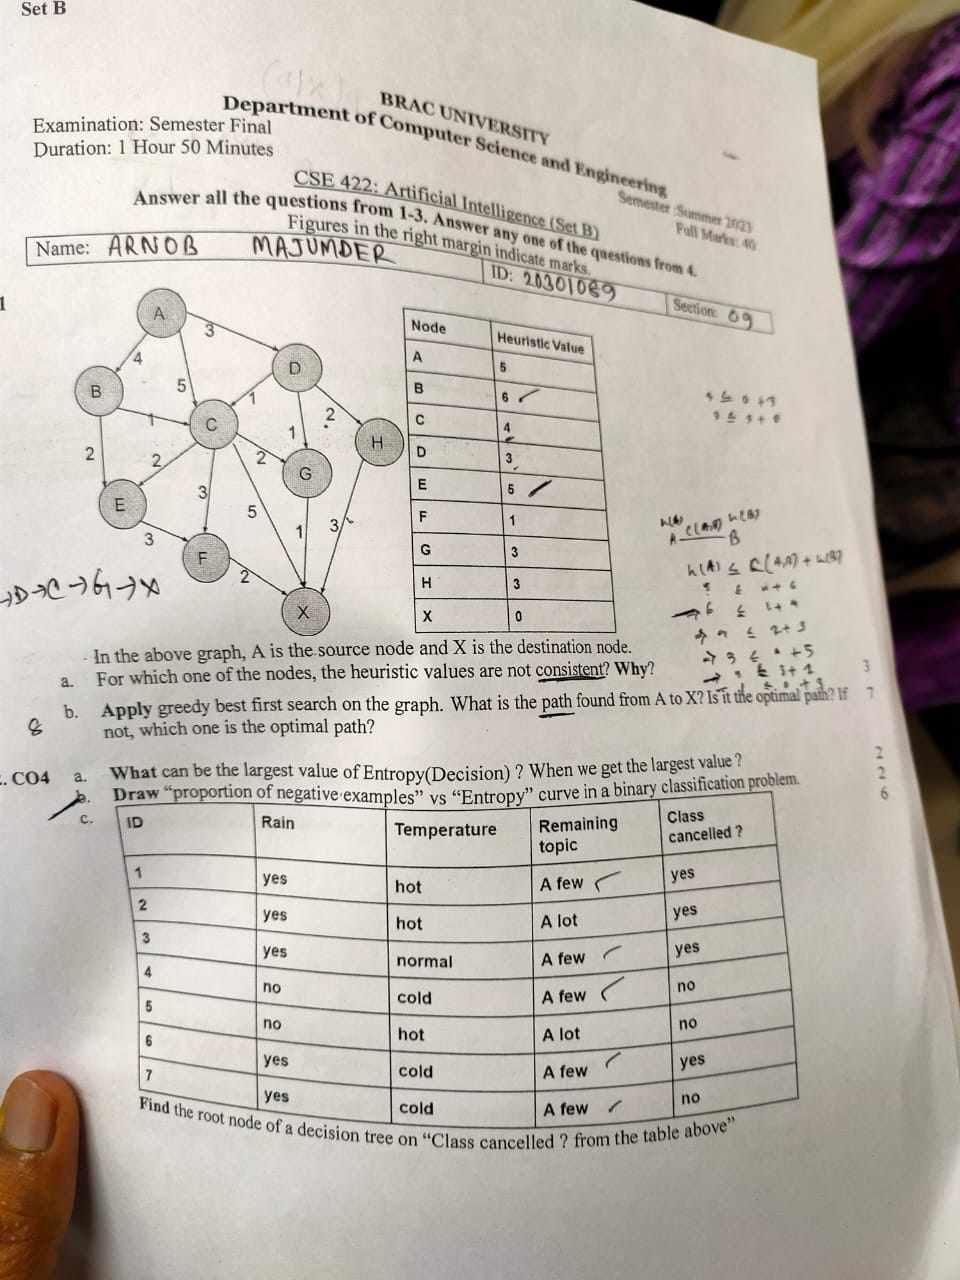 Set B
BRAC UNIVERSITY
Department of Computer Science and Engineering
Examination: Semester Final
Duration: 1 Hour 50 Minutes
Semester :Summer 2023
Full Marks: 40
CSE 422: Artificial Intelligence (Set B)
Answer all the questions from 1-3. Answer any one of the questions from 4.
Figures in the right margin indicate marks.
Name: ARNOB MAJUMDER
ID: 20301089
Section: 09
1
A
3
4
D
B
5
1
C
1
2
1
H
2
2
2
G
E
3
5
1
3
3
F
2
X
→D→C→G→X
Node Heuristic Value
A 5
B 6
C 4
D 3
E 5
F 1
G 3
H 3
X 0
h(A) C(A,B) h(B)
A B
h(A) ≤ C(A,B) + h(B)
In the above graph, A is the source node and X is the destination node.
a. For which one of the nodes, the heuristic values are not consistent? Why? 3
8
b. Apply greedy best first search on the graph. What is the path found from A to X? Is it the optimal path? If 7
not, which one is the optimal path?
. CO4 a. What can be the largest value of Entropy(Decision) ? When we get the largest value ? 2
b. Draw “proportion of negative examples” vs “Entropy” curve in a binary classification problem. 2
c. 6
ID Rain Temperature Remaining topic Class cancelled ?
1 yes hot A few yes
2 yes hot A lot yes
3 yes normal A few yes
4 no cold A few no
5 no hot A lot no
6 yes cold A few yes
7 yes cold A few no
Find the root node of a decision tree on “Class cancelled ? from the table above”